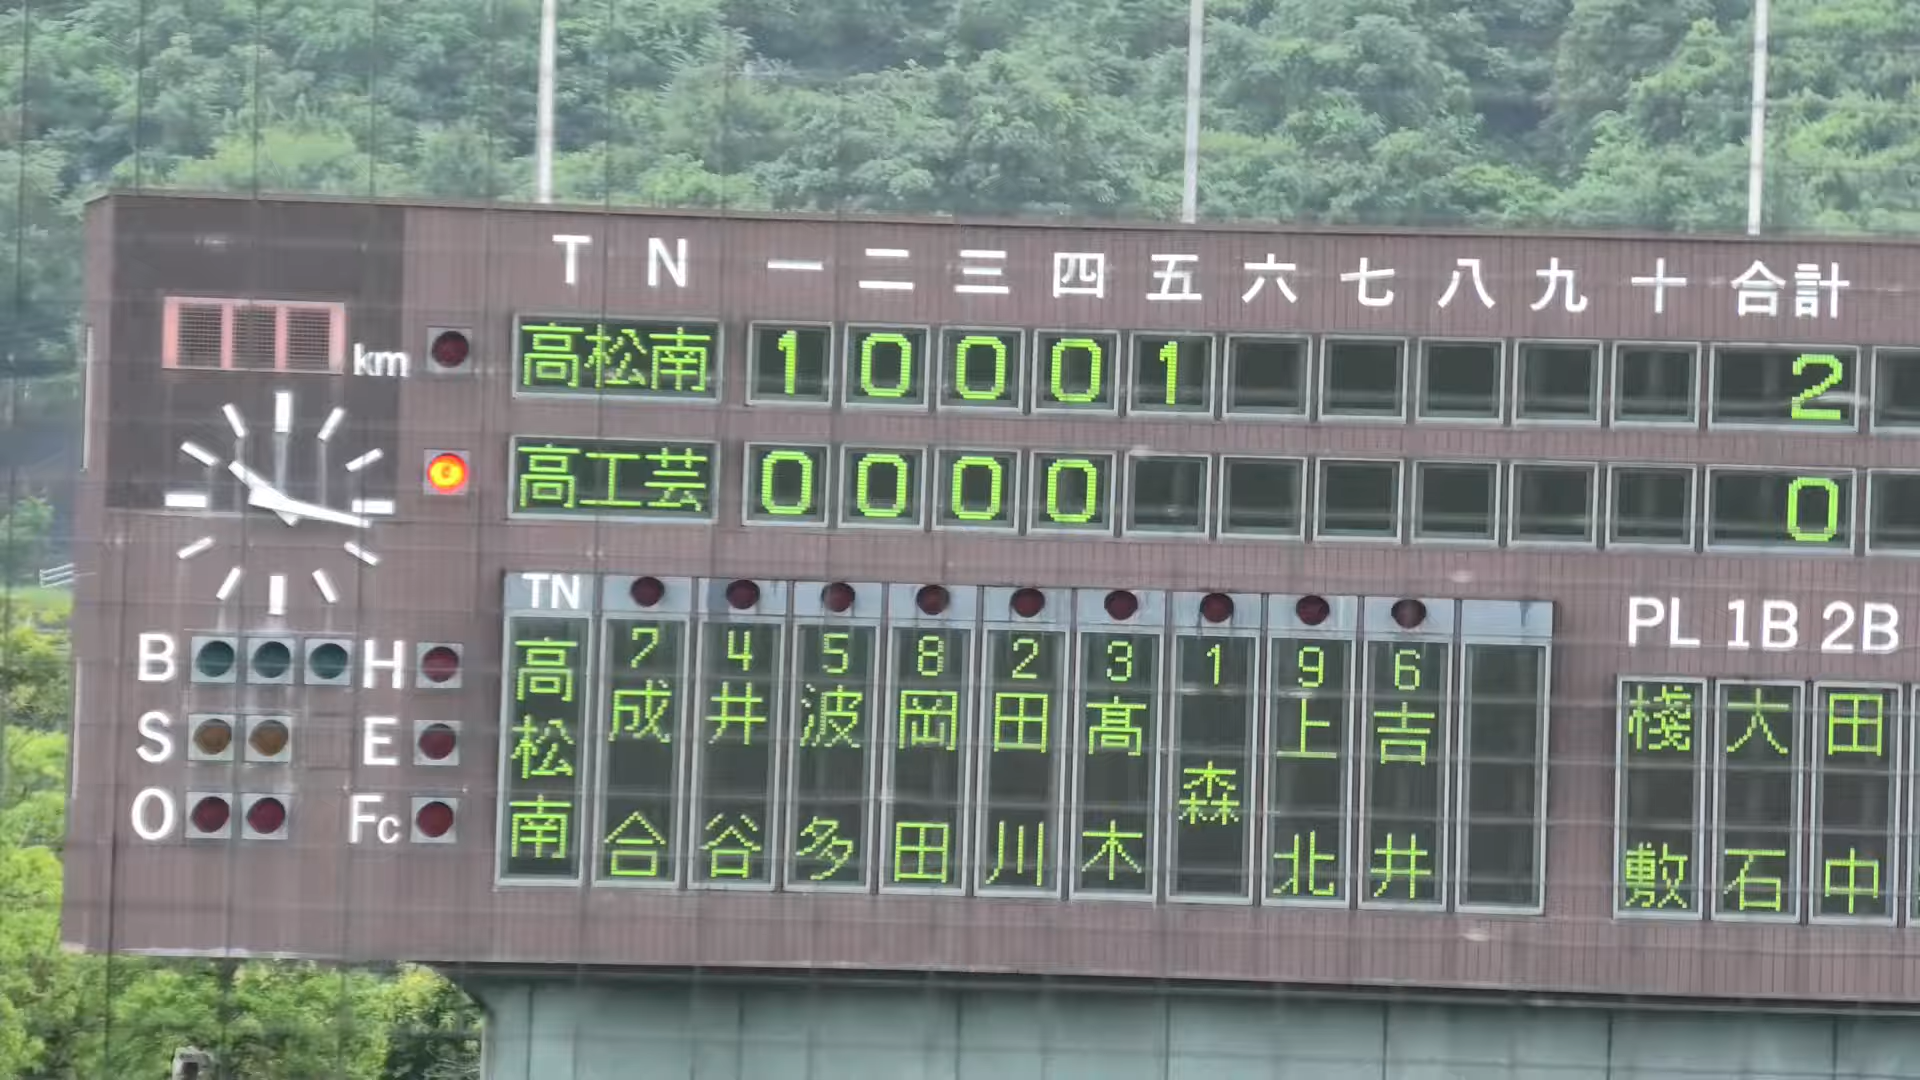 T N 一 二 三 四 五 六 七 八 九 十 合計
高松南 1 0 0 0 1 2
km
高工芸 0 0 0 0 0
TN 7 4 5 8 2 3 1 9 6
高松南
成合
井谷
波多
岡田
田川
髙木
森
上北
吉井
PL 1B 2B
棧敷
大石
田中
B H
S E
O Fc